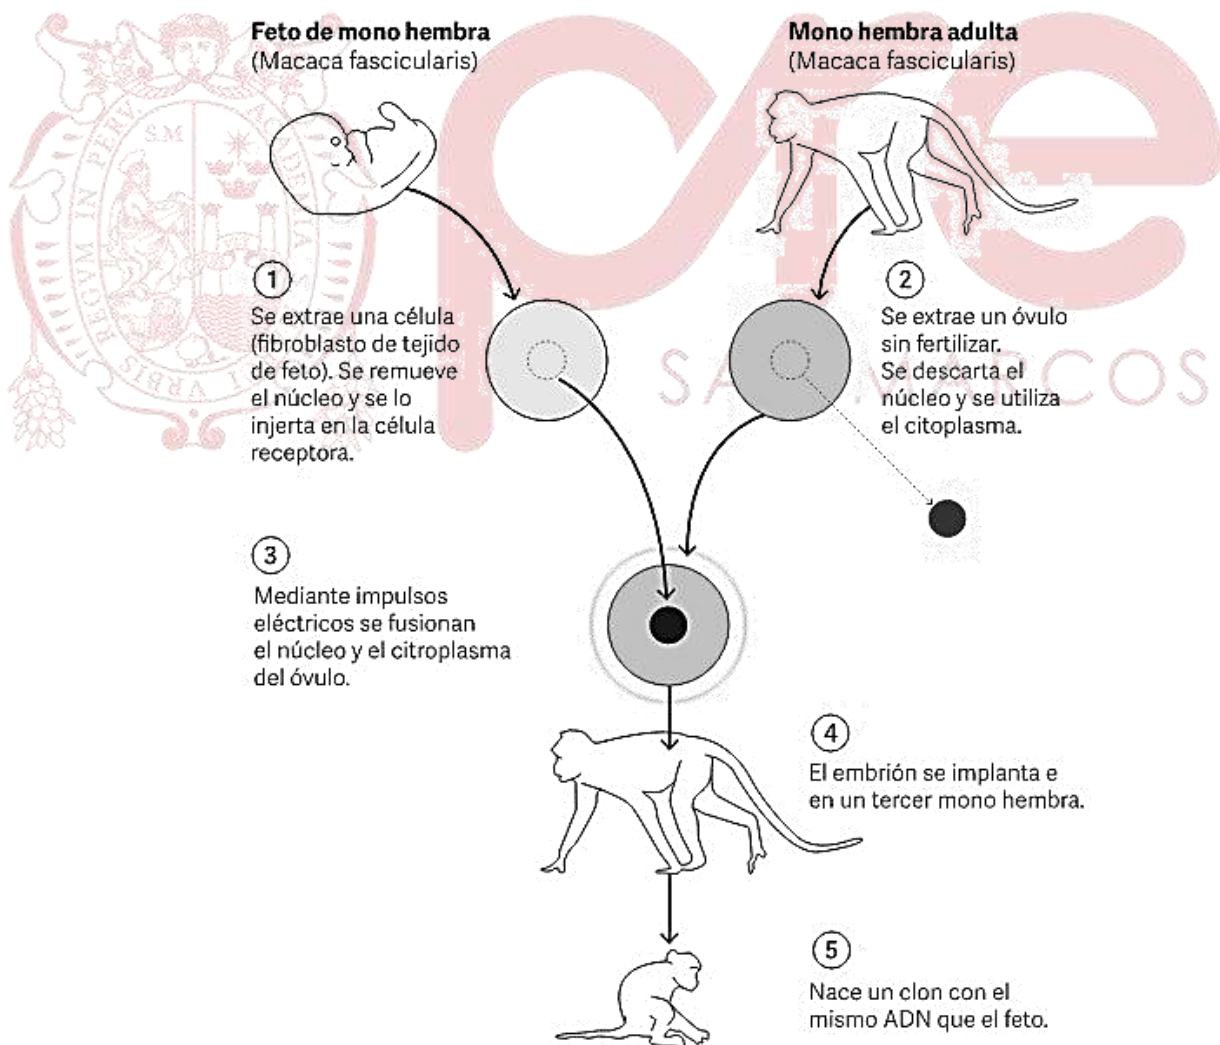 Feto de mono hembra
(Macaca fascicularis)
Mono hembra adulta
(Macaca fascicularis)
1
Se extrae una célula
(fibroblasto de tejido
de feto). Se remueve
el núcleo y se lo
injerta en la célula
receptora.
2
Se extrae un óvulo
sin fertilizar.
Se descarta el
núcleo y se utiliza
el citoplasma.
3
Mediante impulsos
eléctricos se fusionan
el núcleo y el citroplasma
del óvulo.
4
El embrión se implanta e
en un tercer mono hembra.
5
Nace un clon con el
mismo ADN que el feto.
pre
SAN MARCOS
S.M